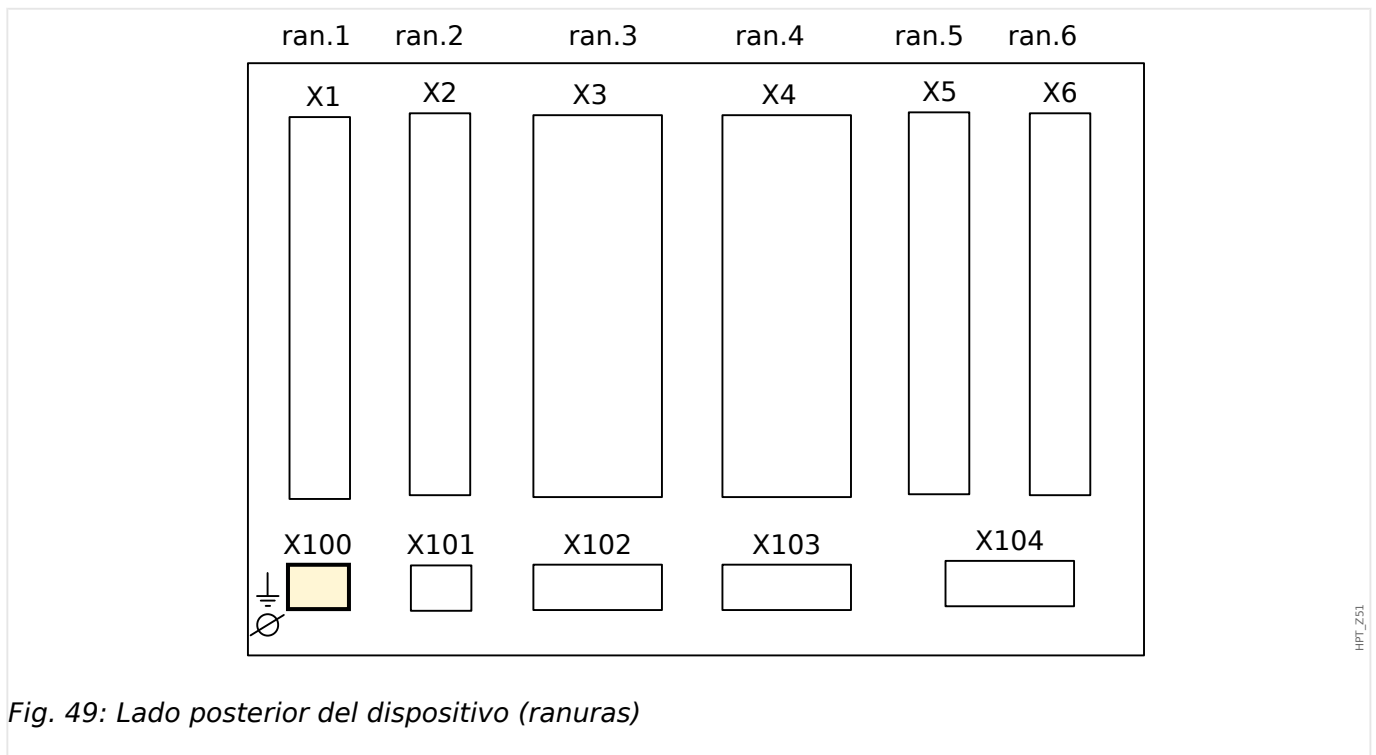 ran.1 ran.2 ran.3 ran.4 ran.5 ran.6
X1 X2 X3 X4 X5 X6
X100 X101 X102 X103 X104
HPT_Z51
Fig. 49: Lado posterior del dispositivo (ranuras)